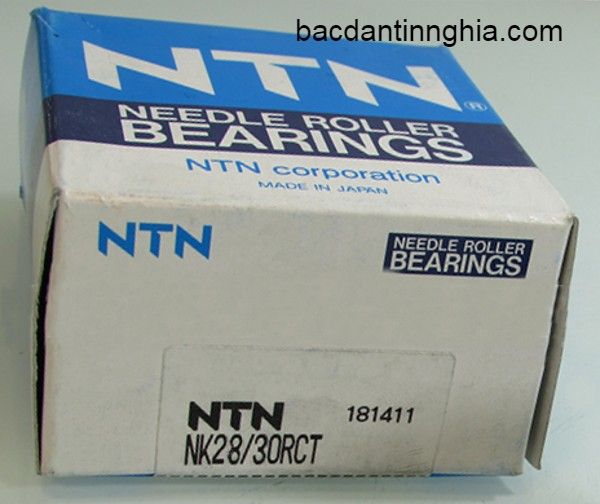 bacdantinnghia.com
NTN®
NEEDLE ROLLER
BEARINGS
NTN corporation
MADE IN JAPAN
NTN
NEEDLE ROLLER
BEARINGS
NTN 181411
NK28/30RCT